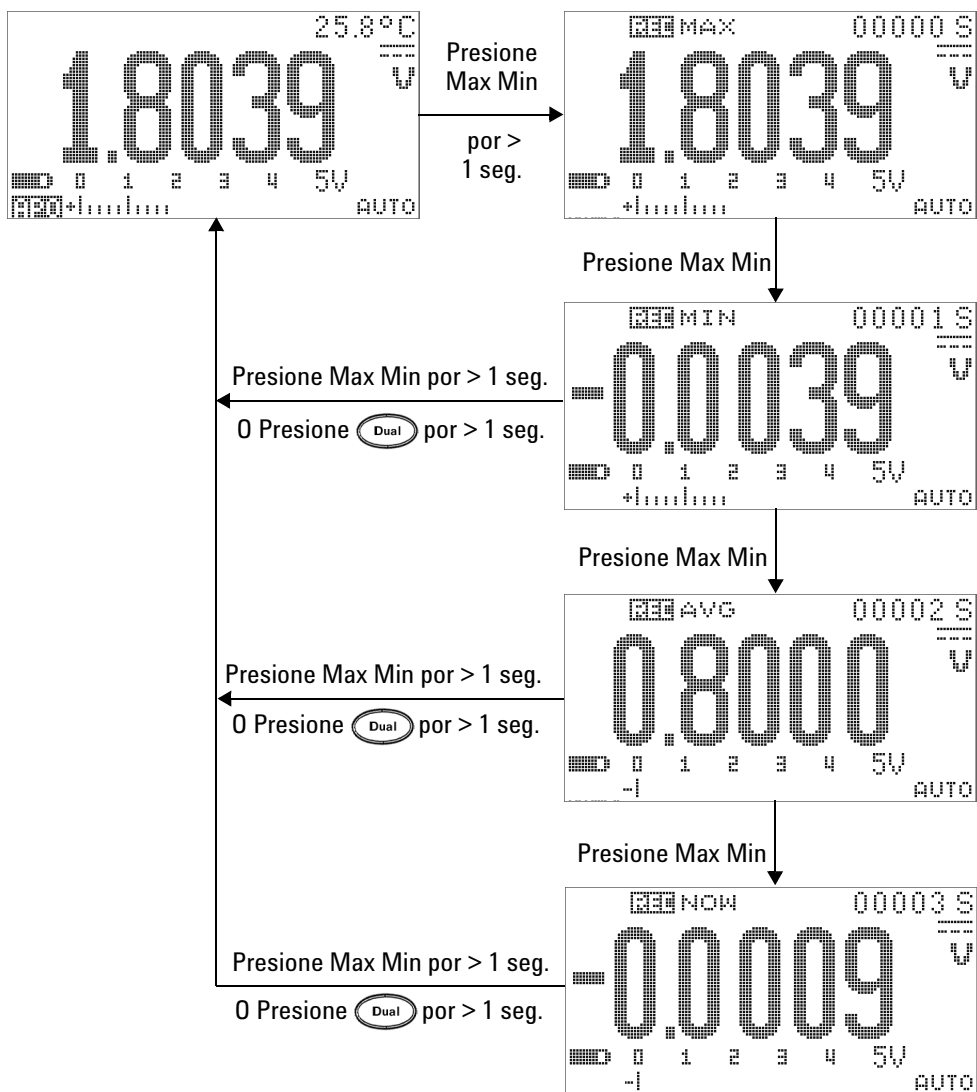 25.8°C
1.8039 V
0 1 2 3 4 5V
APO + AUTO
Presione
Max Min
por >
1 seg.
REC MAX 00000 S
1.8039 V
0 1 2 3 4 5V
+ AUTO
Presione Max Min
REC MIN 00001 S
-0.0039 V
0 1 2 3 4 5V
+ AUTO
Presione Max Min por > 1 seg.
O Presione Dual por > 1 seg.
Presione Max Min
REC AVG 00002 S
0.8000 V
0 1 2 3 4 5V
- AUTO
Presione Max Min por > 1 seg.
O Presione Dual por > 1 seg.
Presione Max Min
REC NOW 00003 S
-0.0009 V
0 1 2 3 4 5V
- AUTO
Presione Max Min por > 1 seg.
O Presione Dual por > 1 seg.